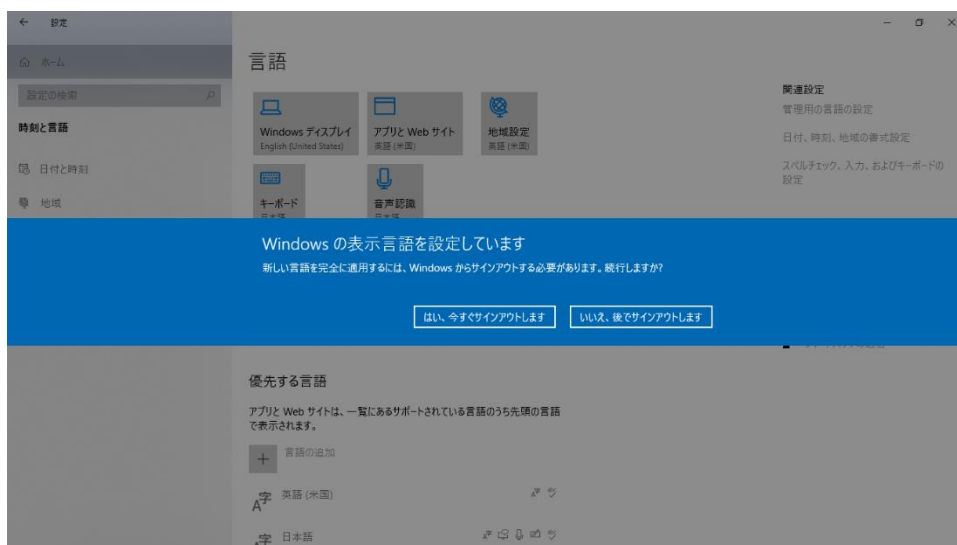 設定
ホーム
設定の検索
時刻と言語
日付と時刻
地域
言語
Windows ディスプレイ
English (United States)
アプリと Web サイト
英語 (米国)
地域設定
英語 (米国)
キーボード
日本語
音声認識
日本語
関連設定
管理用の言語の設定
日付、時刻、地域の書式設定
スペルチェック、入力、およびキーボードの
設定
Windows の表示言語を設定しています
新しい言語を完全に適用するには、Windows からサインアウトする必要があります。続行しますか?
はい、今すぐサインアウトします
いいえ、後でサインアウトします
優先する言語
アプリと Web サイトは、一覧にあるサポートされている言語のうち先頭の言語
で表示されます。
言語の追加
英語 (米国)
日本語